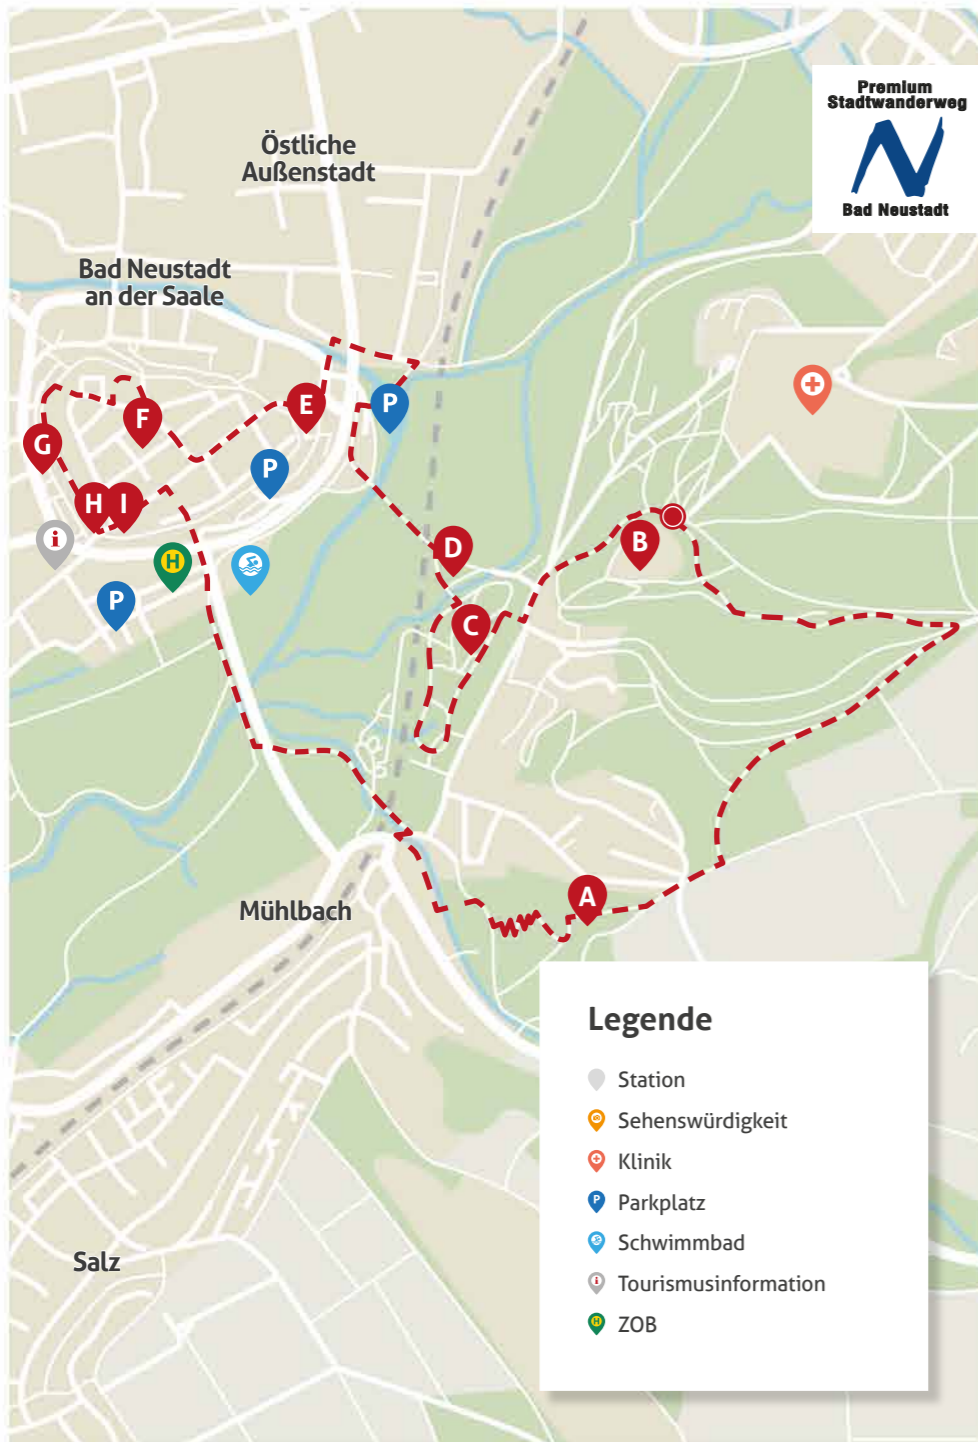 Premium
Stadtwanderweg
N
Bad Neustadt
Östliche
Außenstadt
Bad Neustadt
an der Saale
E
P
F
G
P
H
I
i
H
P
D
B
C
A
Mühlbach
Salz
Legende
Station
Sehenswürdigkeit
Klinik
P Parkplatz
Schwimmbad
i Tourismusinformation
H ZOB